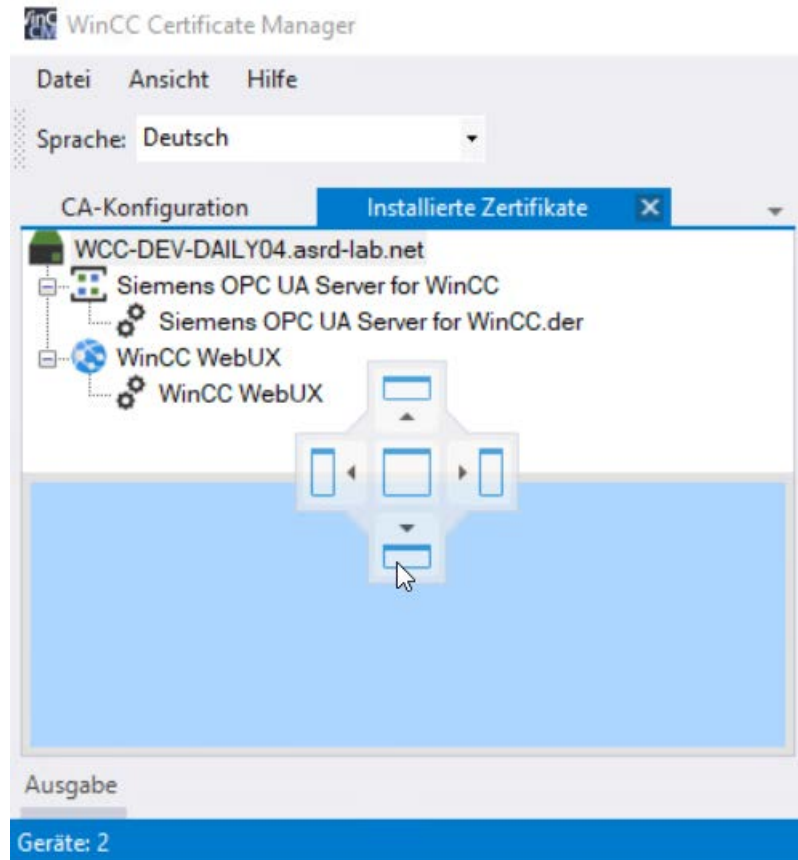 WinCC Certificate Manager
Datei Ansicht Hilfe
Sprache: Deutsch
CA-Konfiguration Installierte Zertifikate
WCC-DEV-DAILY04.asrd-lab.net
Siemens OPC UA Server for WinCC
Siemens OPC UA Server for WinCC.der
WinCC WebUX
WinCC WebUX
Ausgabe
Geräte: 2